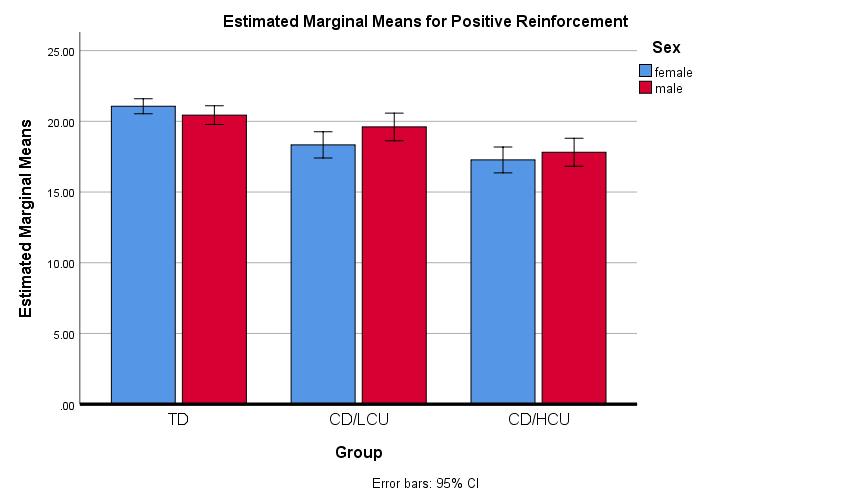 Estimated Marginal Means for Positive Reinforcement
Sex
female
male
Estimated Marginal Means
25.00
20.00
15.00
10.00
5.00
.00
TD
CD/LCU
CD/HCU
Group
Error bars: 95% CI